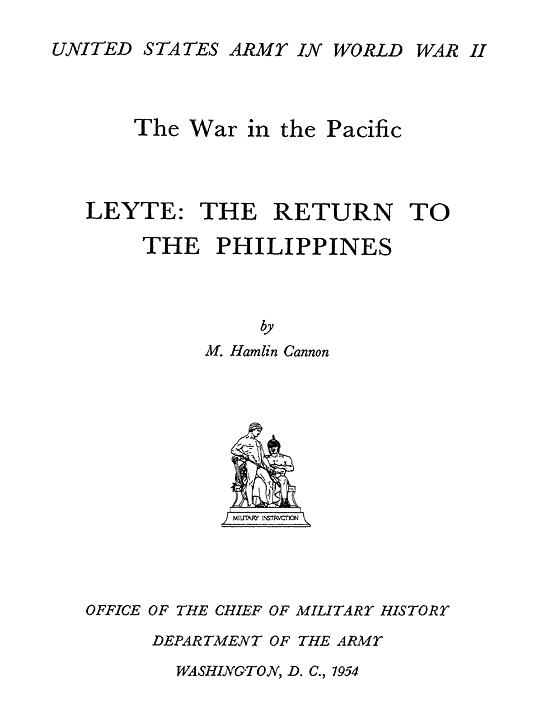 UNITED STATES ARMY IN WORLD WAR II
The War in the Pacific
LEYTE: THE RETURN TO
THE PHILIPPINES
by
M. Hamlin Cannon
MILITARY INSTRVCTION
OFFICE OF THE CHIEF OF MILITARY HISTORY
DEPARTMENT OF THE ARMY
WASHINGTON, D. C., 1954